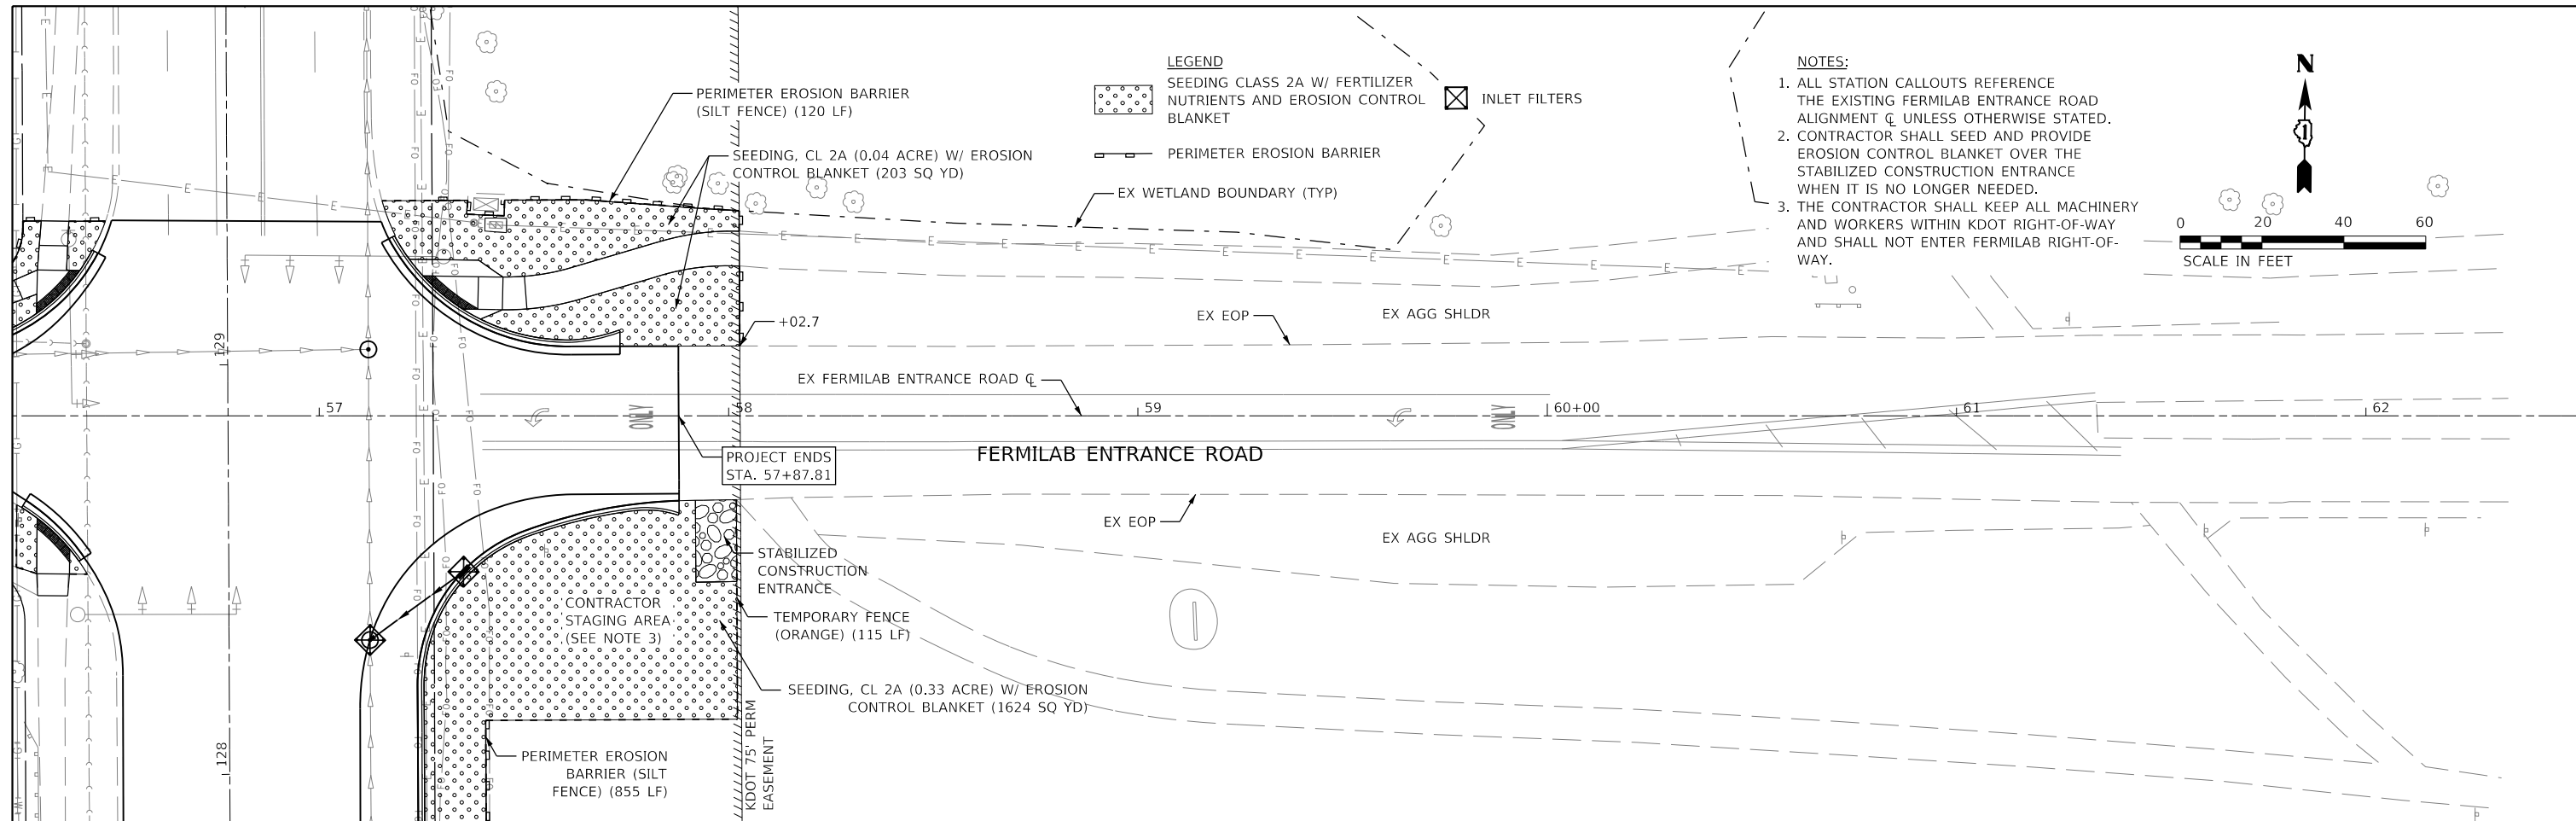 PERIMETER EROSION BARRIER
(SILT FENCE) (120 LF)
SEEDING, CL 2A (0.04 ACRE) W/ EROSION
CONTROL BLANKET (203 SQ YD)
LEGEND
SEEDING CLASS 2A W/ FERTILIZER
NUTRIENTS AND EROSION CONTROL
BLANKET
INLET FILTERS
PERIMETER EROSION BARRIER
EX WETLAND BOUNDARY (TYP)
NOTES:
1. ALL STATION CALLOUTS REFERENCE
THE EXISTING FERMILAB ENTRANCE ROAD
ALIGNMENT ℄ UNLESS OTHERWISE STATED.
2. CONTRACTOR SHALL SEED AND PROVIDE
EROSION CONTROL BLANKET OVER THE
STABILIZED CONSTRUCTION ENTRANCE
WHEN IT IS NO LONGER NEEDED.
3. THE CONTRACTOR SHALL KEEP ALL MACHINERY
AND WORKERS WITHIN KDOT RIGHT-OF-WAY
AND SHALL NOT ENTER FERMILAB RIGHT-OF-
WAY.
N
1
0 20 40 60
SCALE IN FEET
+02.7
EX EOP
EX AGG SHLDR
129
EX FERMILAB ENTRANCE ROAD ℄
57
58
59
60+00
61
62
ONLY
ONLY
PROJECT ENDS
STA. 57+87.81
FERMILAB ENTRANCE ROAD
EX EOP
EX AGG SHLDR
STABILIZED
CONSTRUCTION
ENTRANCE
CONTRACTOR
STAGING AREA
(SEE NOTE 3)
TEMPORARY FENCE
(ORANGE) (115 LF)
SEEDING, CL 2A (0.33 ACRE) W/ EROSION
CONTROL BLANKET (1624 SQ YD)
128
PERIMETER EROSION
BARRIER (SILT
FENCE) (855 LF)
KDOT 75' PERM
EASEMENT